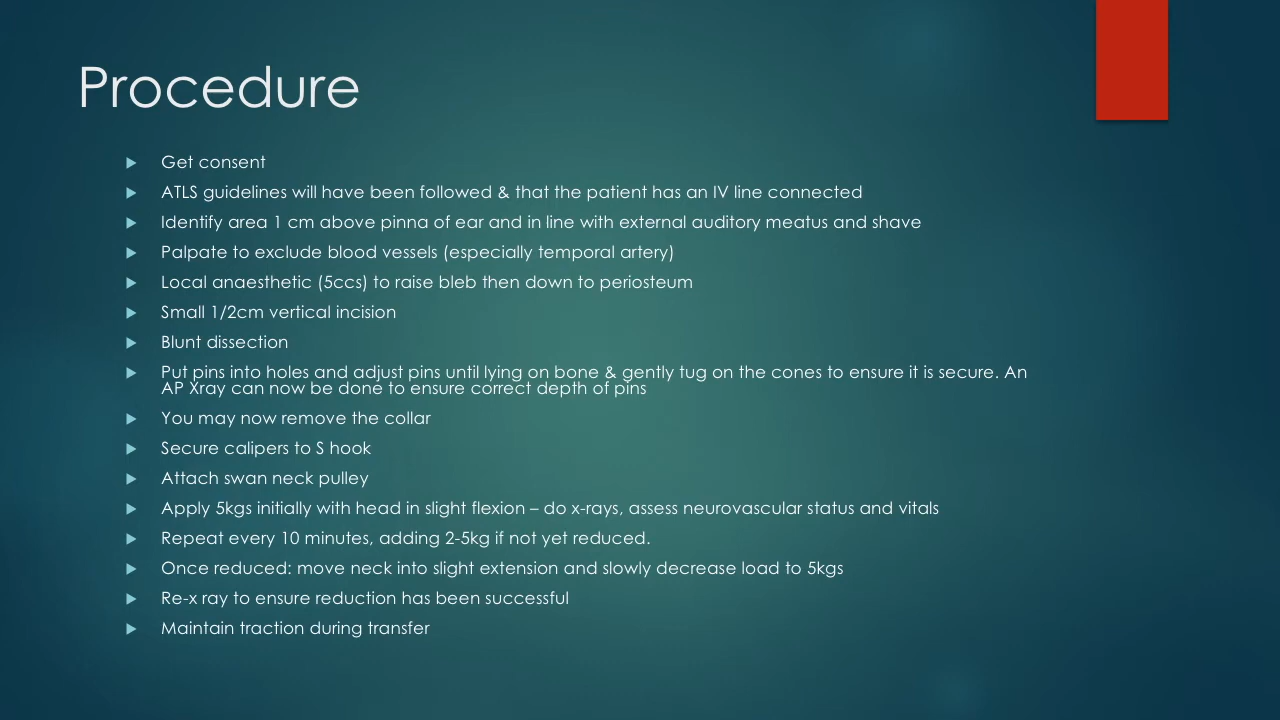 Procedure
Get consent
ATLS guidelines will have been followed & that the patient has an IV line connected
Identify area 1 cm above pinna of ear and in line with external auditory meatus and shave
Palpate to exclude blood vessels (especially temporal artery)
Local anaesthetic (5ccs) to raise bleb then down to periosteum
Small 1/2cm vertical incision
Blunt dissection
Put pins into holes and adjust pins until lying on bone & gently tug on the cones to ensure it is secure. An
AP Xray can now be done to ensure correct depth of pins
You may now remove the collar
Secure calipers to S hook
Attach swan neck pulley
Apply 5kgs initially with head in slight flexion – do x-rays, assess neurovascular status and vitals
Repeat every 10 minutes, adding 2-5kg if not yet reduced.
Once reduced: move neck into slight extension and slowly decrease load to 5kgs
Re-x ray to ensure reduction has been successful
Maintain traction during transfer